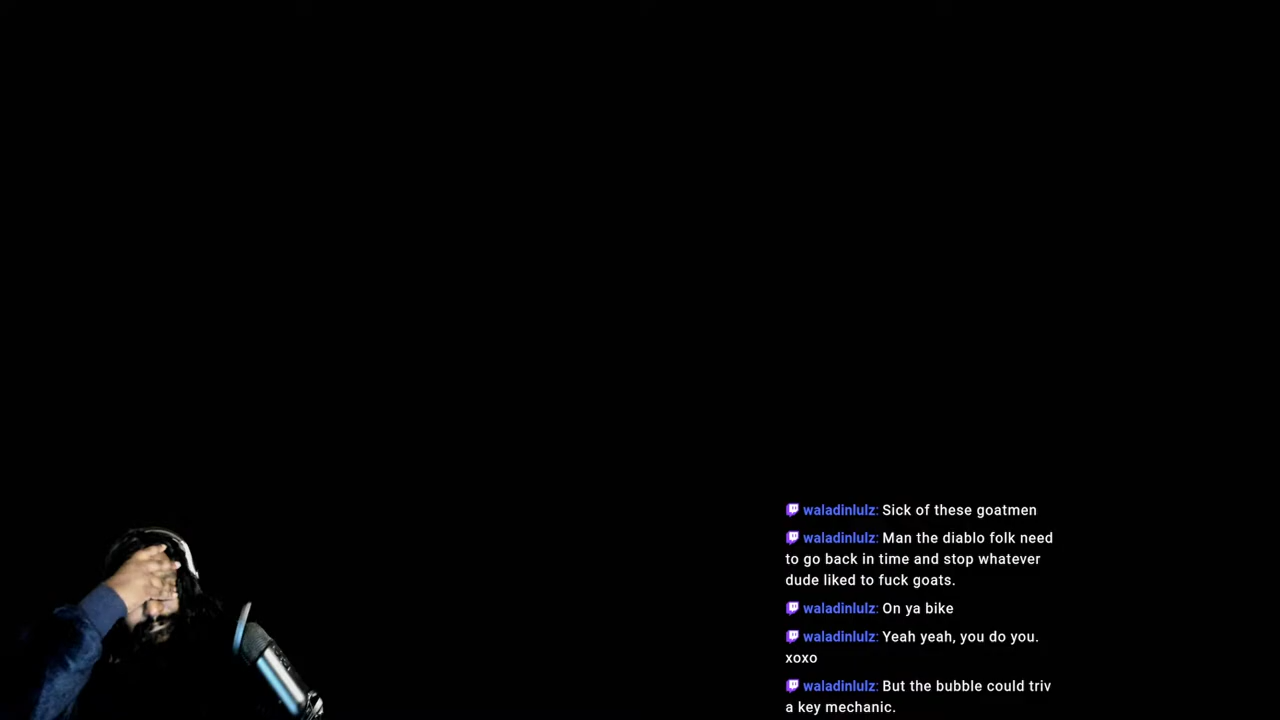 waladinlulz: Sick of these goatmen
waladinlulz: Man the diablo folk need
to go back in time and stop whatever
dude liked to fuck goats.
waladinlulz: On ya bike
waladinlulz: Yeah yeah, you do you.
xoxo
waladinlulz: But the bubble could triv
a key mechanic.